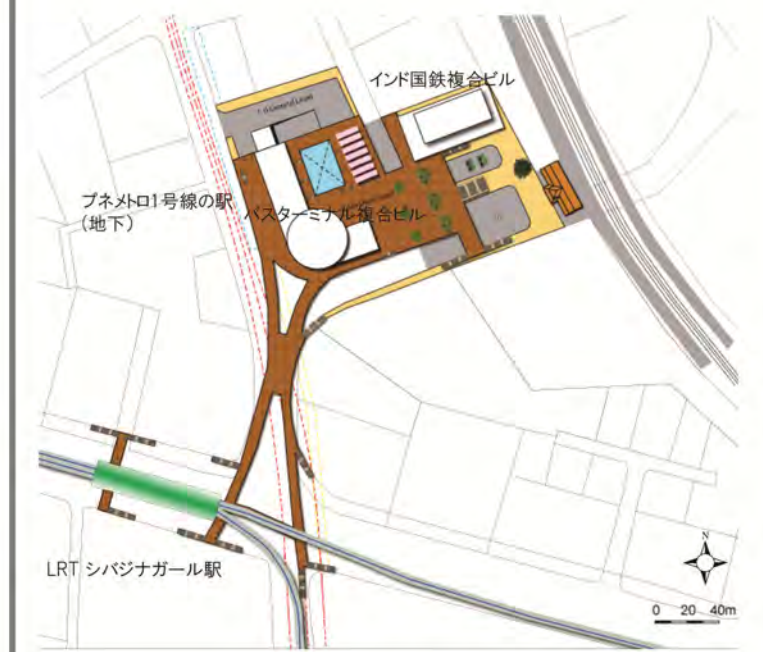 インド国鉄複合ビル
プネメトロ1号線の駅
(地下)
バスターミナル複合ビル
LRT シバジナガール駅
N
0 20 40m